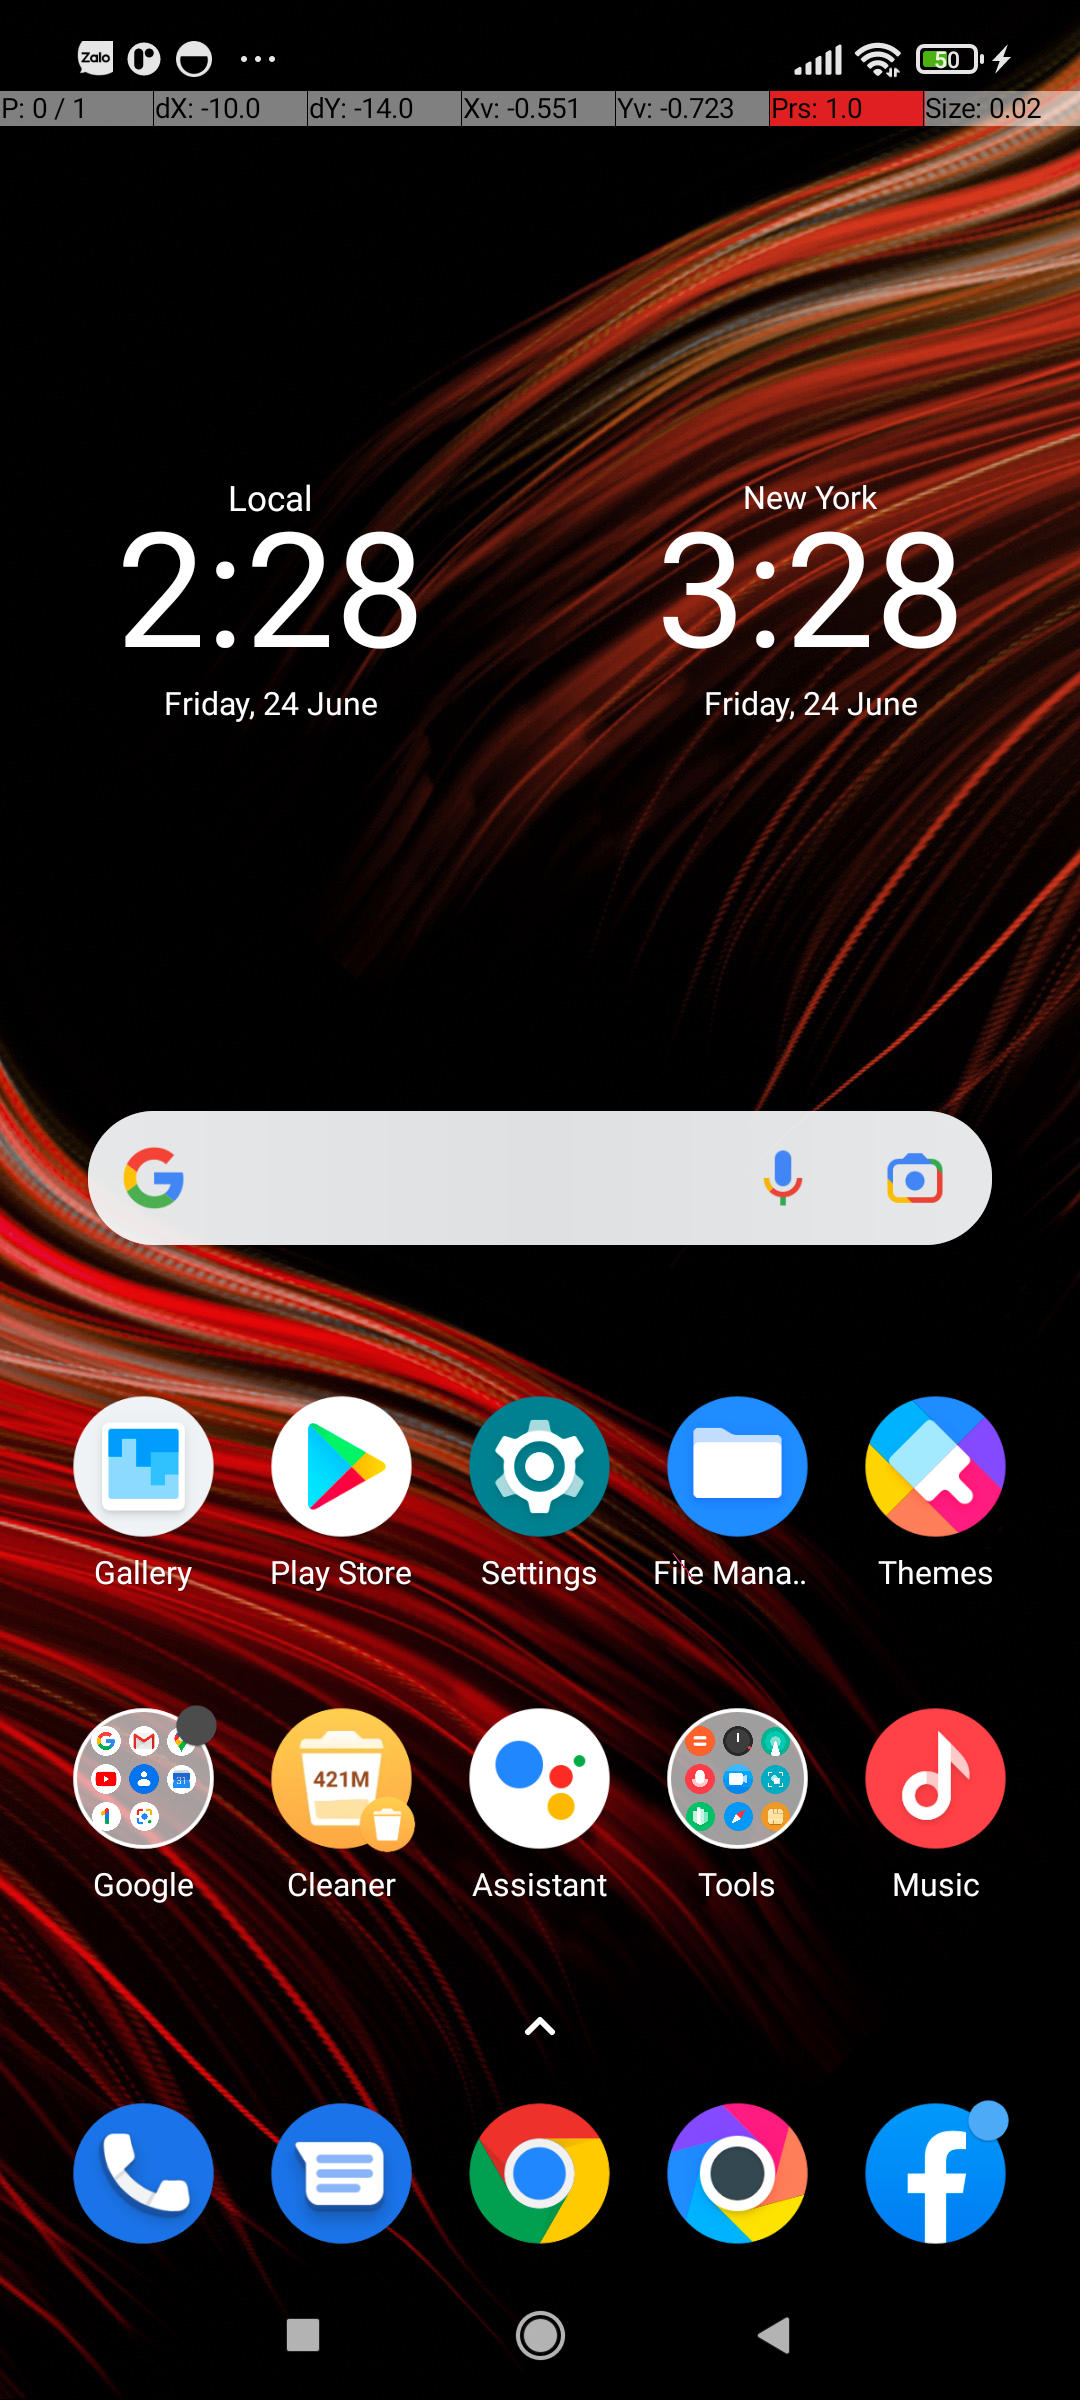 Zalo
50
P: 0 / 1 dX: -10.0 dY: -14.0 Xv: -0.551 Yv: -0.723 Prs: 1.0 Size: 0.02
Local
2:28
Friday, 24 June
New York
3:28
Friday, 24 June
Gallery Play Store Settings File Mana.. Themes
31
421M
Google Cleaner Assistant Tools Music